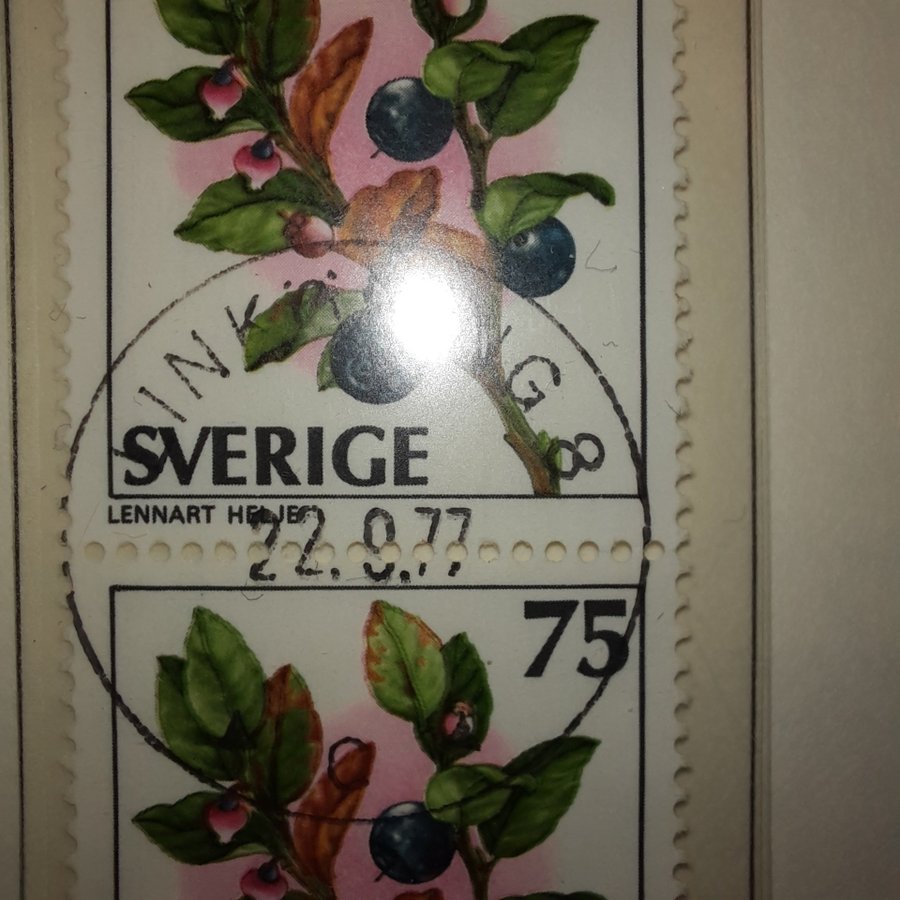 SVERIGE
LENNART HELJE
22.9.77
75